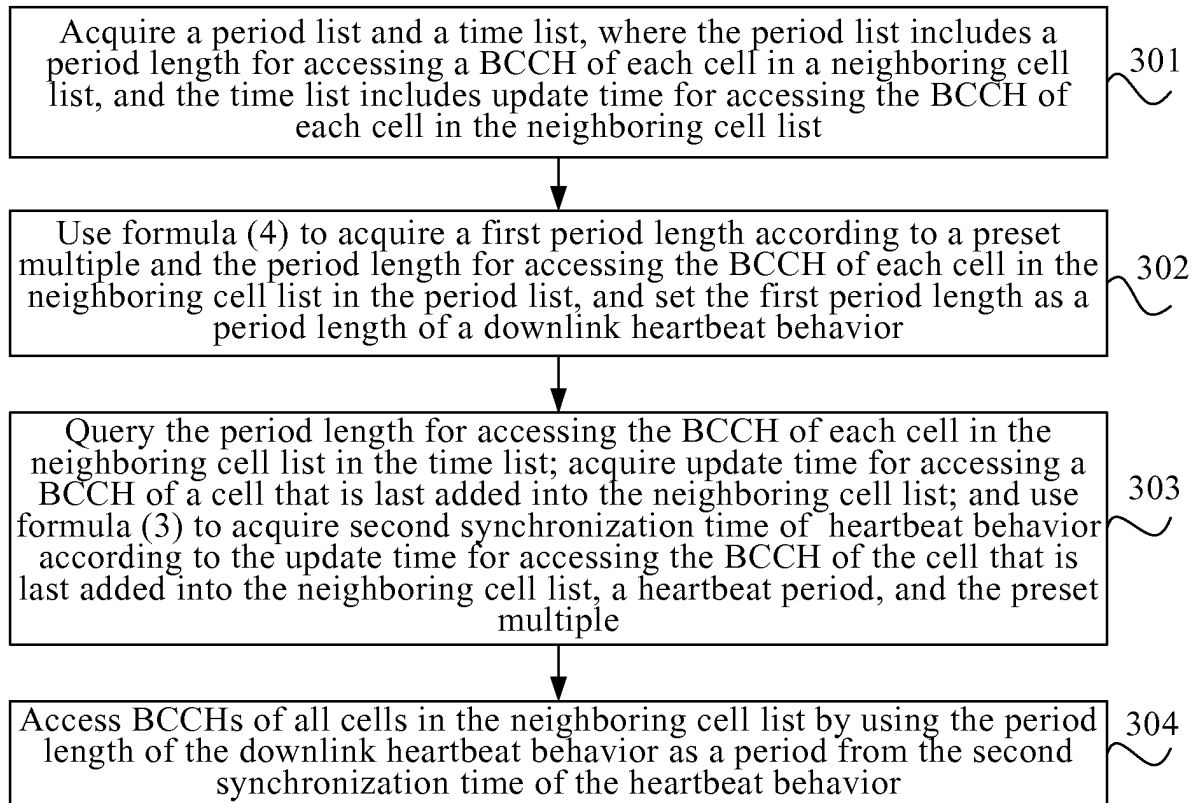 Acquire a period list and a time list, where the period list includes a
period length for accessing a BCCH of each cell in a neighboring cell
list, and the time list includes update time for accessing the BCCH of
each cell in the neighboring cell list
301
Use formula (4) to acquire a first period length according to a preset
multiple and the period length for accessing the BCCH of each cell in the
neighboring cell list in the period list, and set the first period length as a
period length of a downlink heartbeat behavior
302
Query the period length for accessing the BCCH of each cell in the
neighboring cell list in the time list; acquire update time for accessing a
BCCH of a cell that is last added into the neighboring cell list; and use
formula (3) to acquire second synchronization time of heartbeat behavior
according to the update time for accessing the BCCH of the cell that is
last added into the neighboring cell list, a heartbeat period, and the preset
multiple
303
Access BCCHs of all cells in the neighboring cell list by using the period
length of the downlink heartbeat behavior as a period from the second
synchronization time of the heartbeat behavior
304